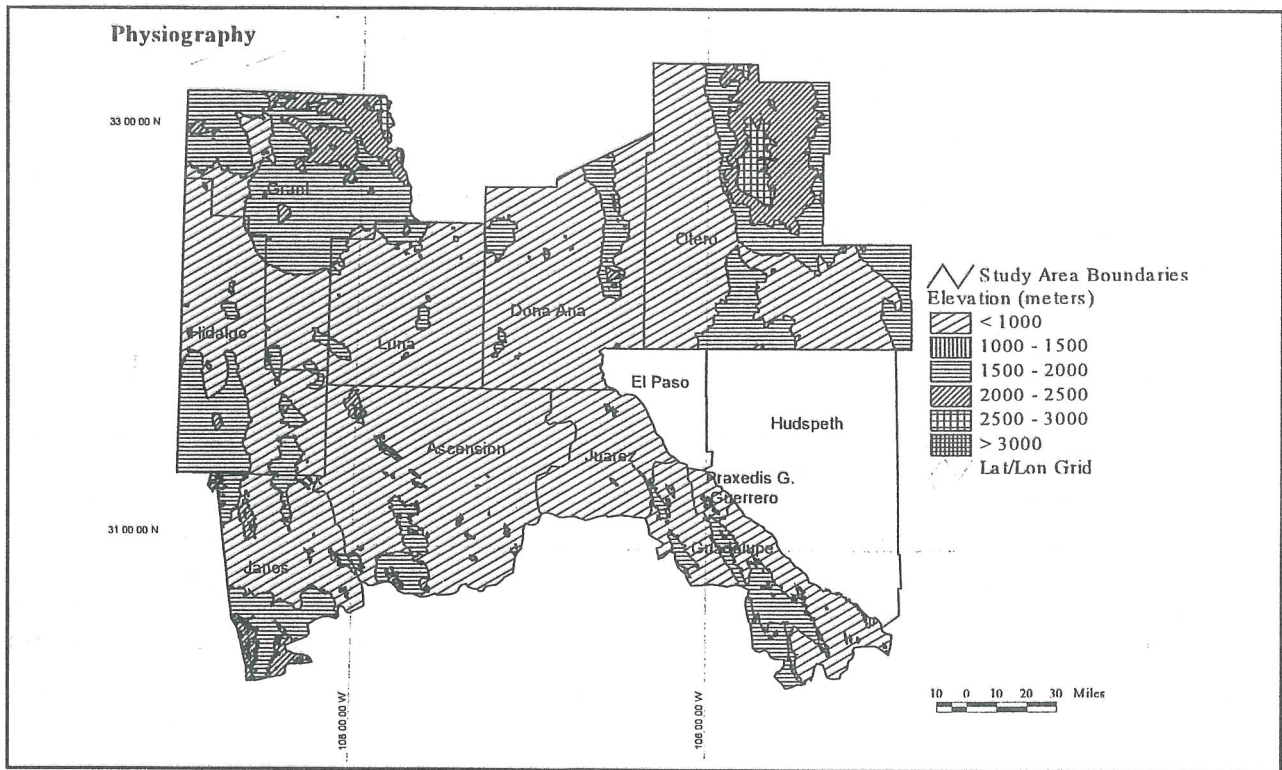 Physiography
33 00 00 N
Grant
Otero
Hidalgo
Luna
Dona Ana
El Paso
Hudspeth
Ascension
Juarez
Praxedis G.
Guerrero
31 00 00 N
Guadalupe
Janos
108 00 00 W
106 00 00 W
Study Area Boundaries
Elevation (meters)
< 1000
1000 - 1500
1500 - 2000
2000 - 2500
2500 - 3000
> 3000
Lat/Lon Grid
10 0 10 20 30 Miles